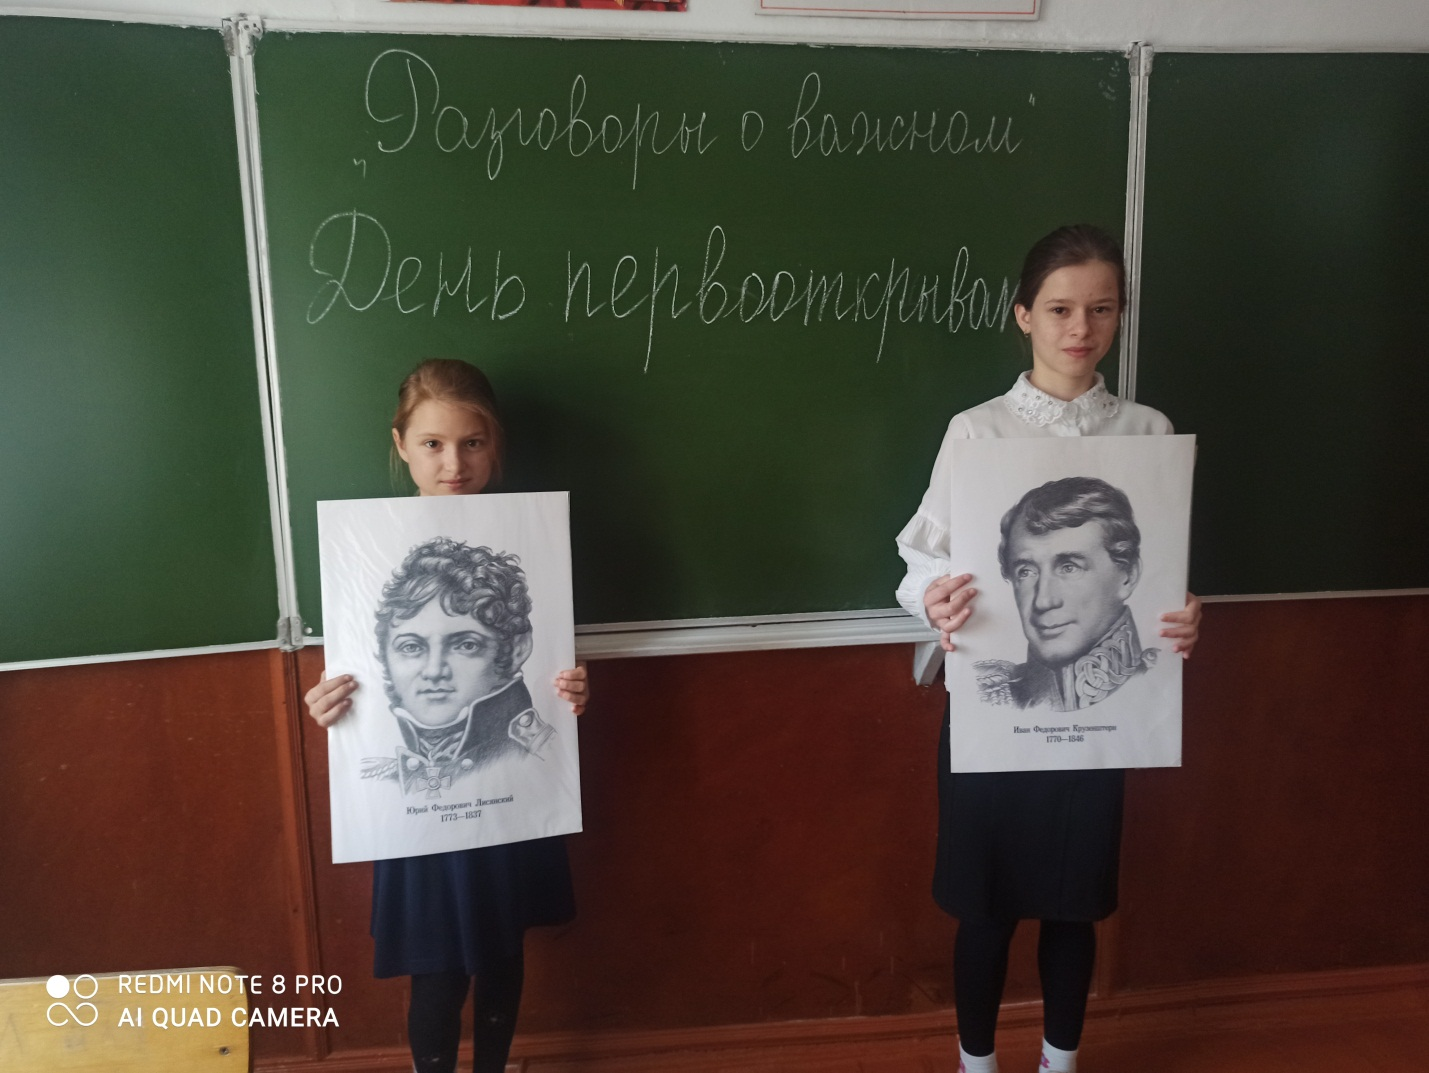 „Разговоры о важном“
День первооткрыват
Юрий Федорович Лисянский
1773—1837
Иван Федорович Крузенштерн
1770—1846
REDMI NOTE 8 PRO
AI QUAD CAMERA